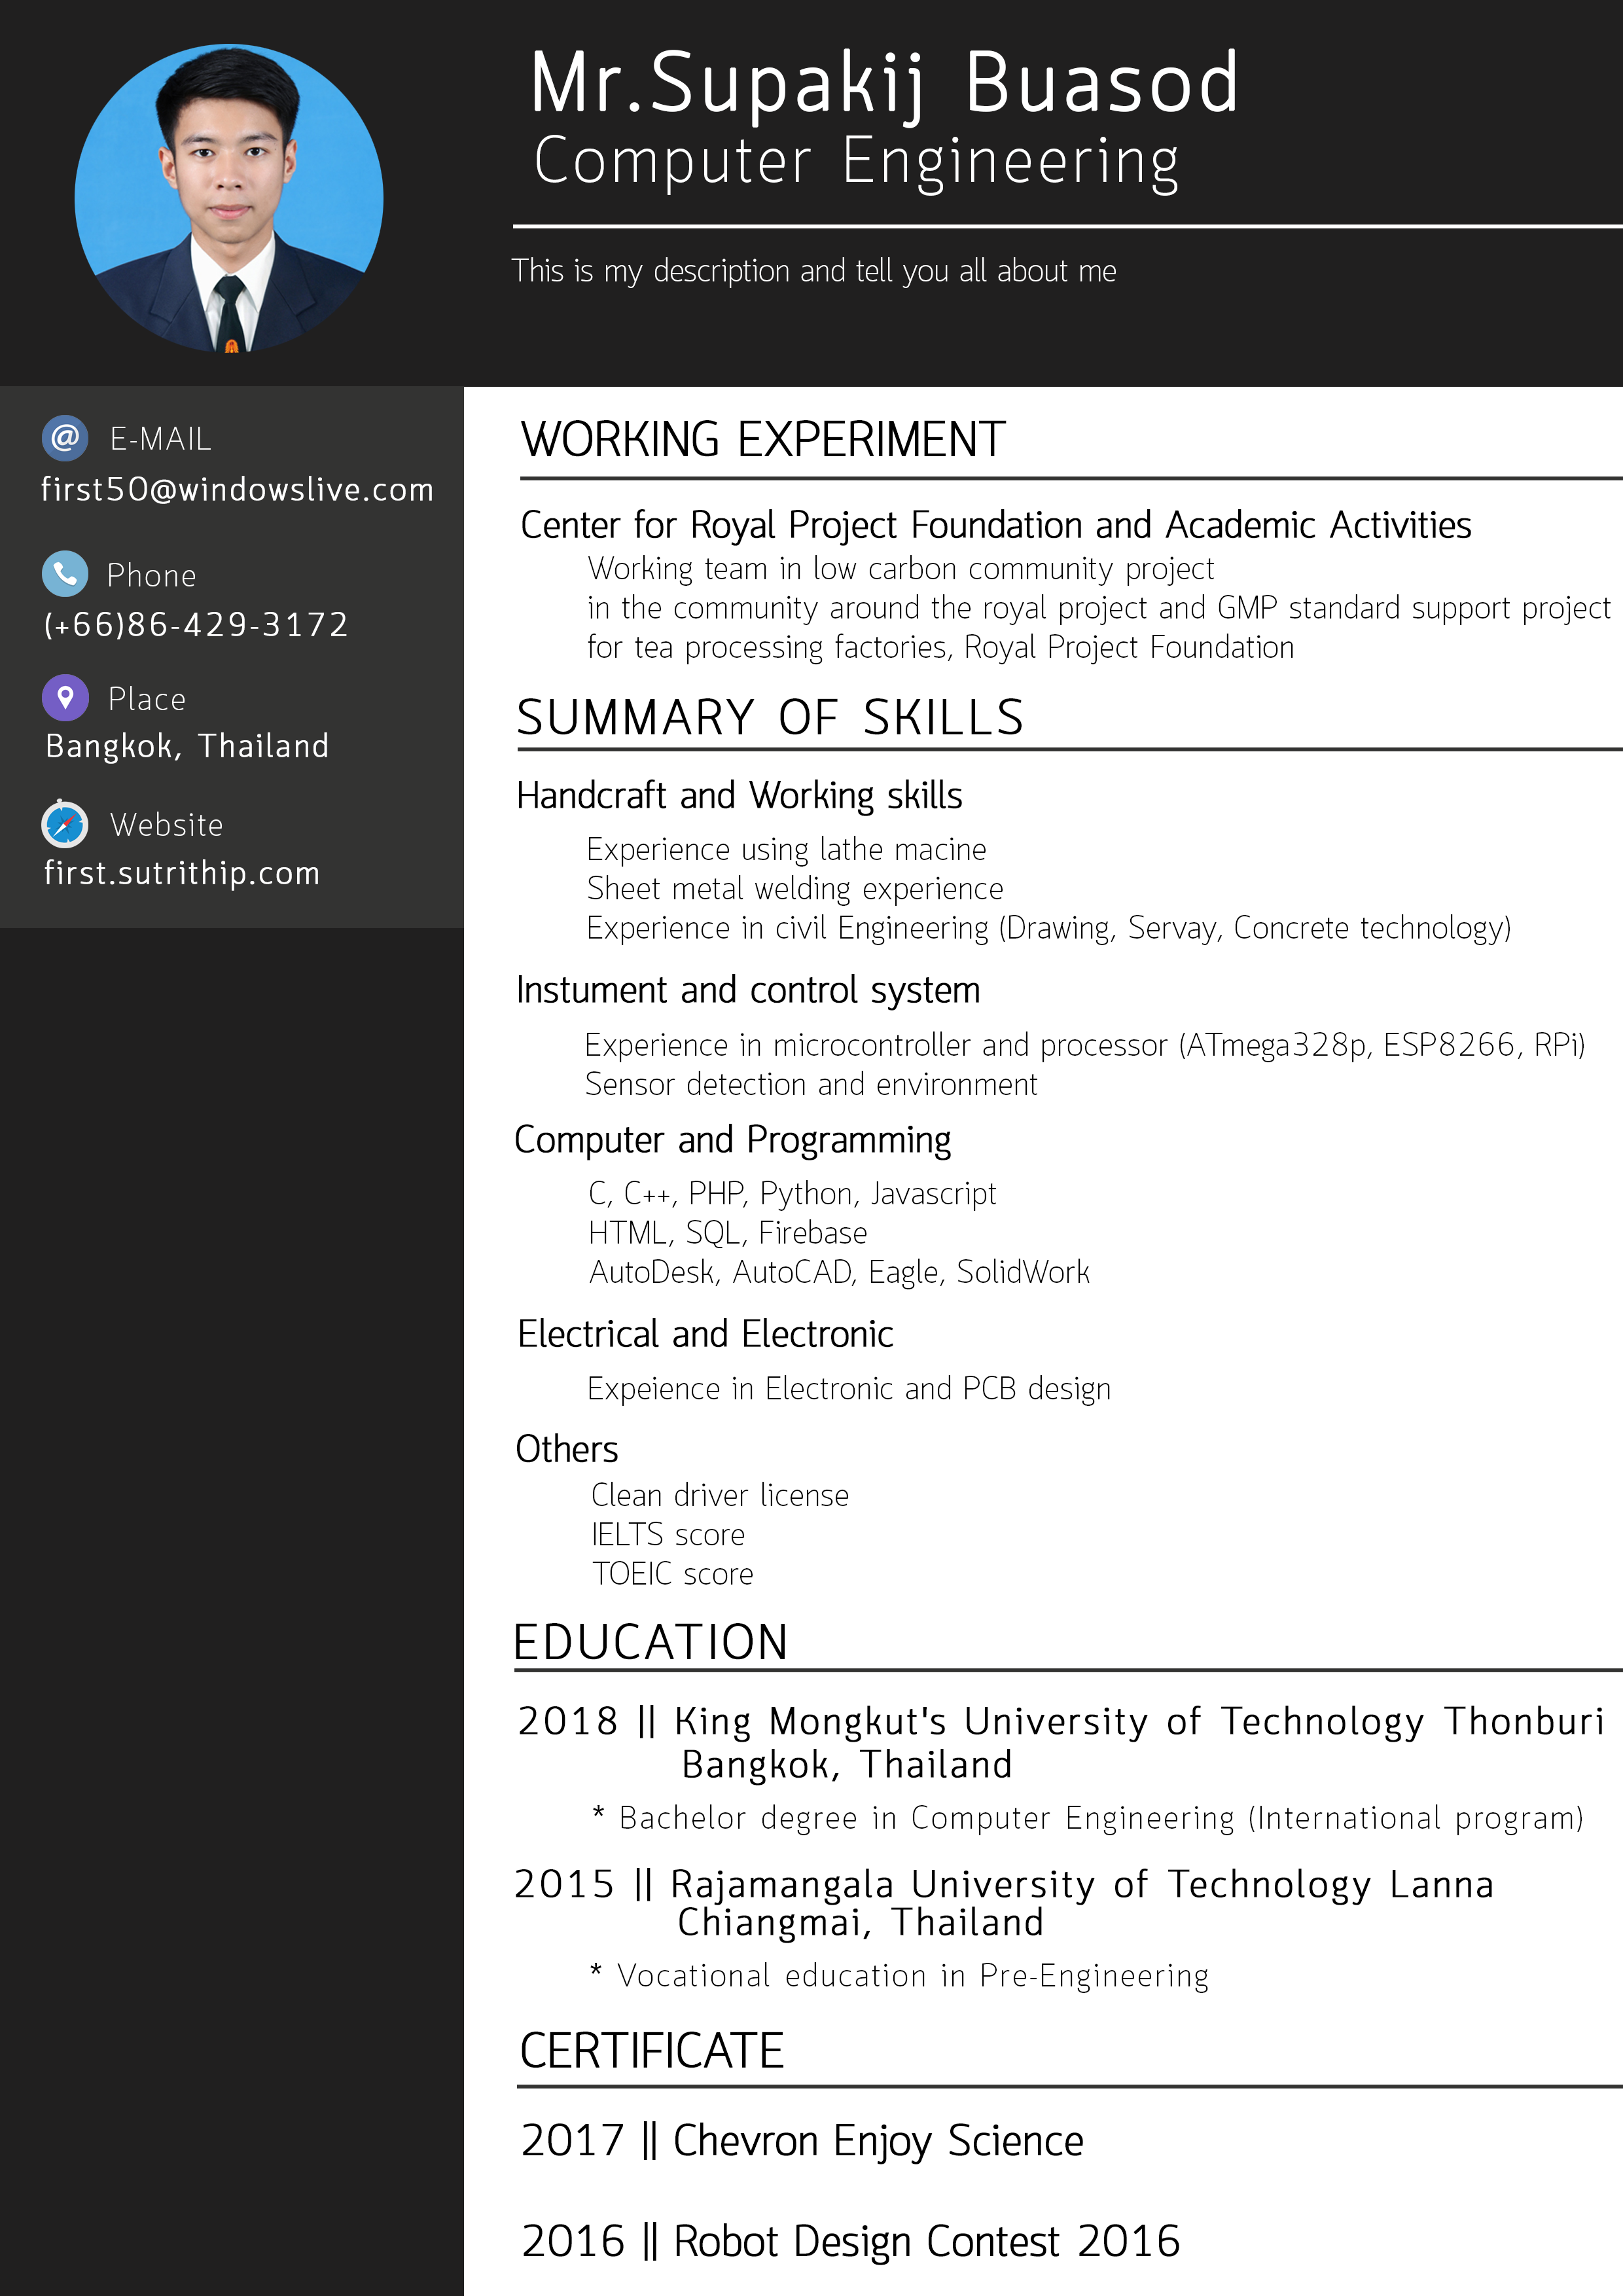 Mr.Supakij Buasod
Computer Engineering
This is my description and tell you all about me
@ E-MAIL
first50@windowslive.com
Phone
(+66)86-429-3172
Place
Bangkok, Thailand
Website
first.sutrithip.com
WORKING EXPERIMENT
Center for Royal Project Foundation and Academic Activities
Working team in low carbon community project
in the community around the royal project and GMP standard support project
for tea processing factories, Royal Project Foundation
SUMMARY OF SKILLS
Handcraft and Working skills
Experience using lathe macine
Sheet metal welding experience
Experience in civil Engineering (Drawing, Servay, Concrete technology)
Instument and control system
Experience in microcontroller and processor (ATmega328p, ESP8266, RPi)
Sensor detection and environment
Computer and Programming
C, C++, PHP, Python, Javascript
HTML, SQL, Firebase
AutoDesk, AutoCAD, Eagle, SolidWork
Electrical and Electronic
Expeience in Electronic and PCB design
Others
Clean driver license
IELTS score
TOEIC score
EDUCATION
2018 || King Mongkut's University of Technology Thonburi
Bangkok, Thailand
* Bachelor degree in Computer Engineering (International program)
2015 || Rajamangala University of Technology Lanna
Chiangmai, Thailand
* Vocational education in Pre-Engineering
CERTIFICATE
2017 || Chevron Enjoy Science
2016 || Robot Design Contest 2016